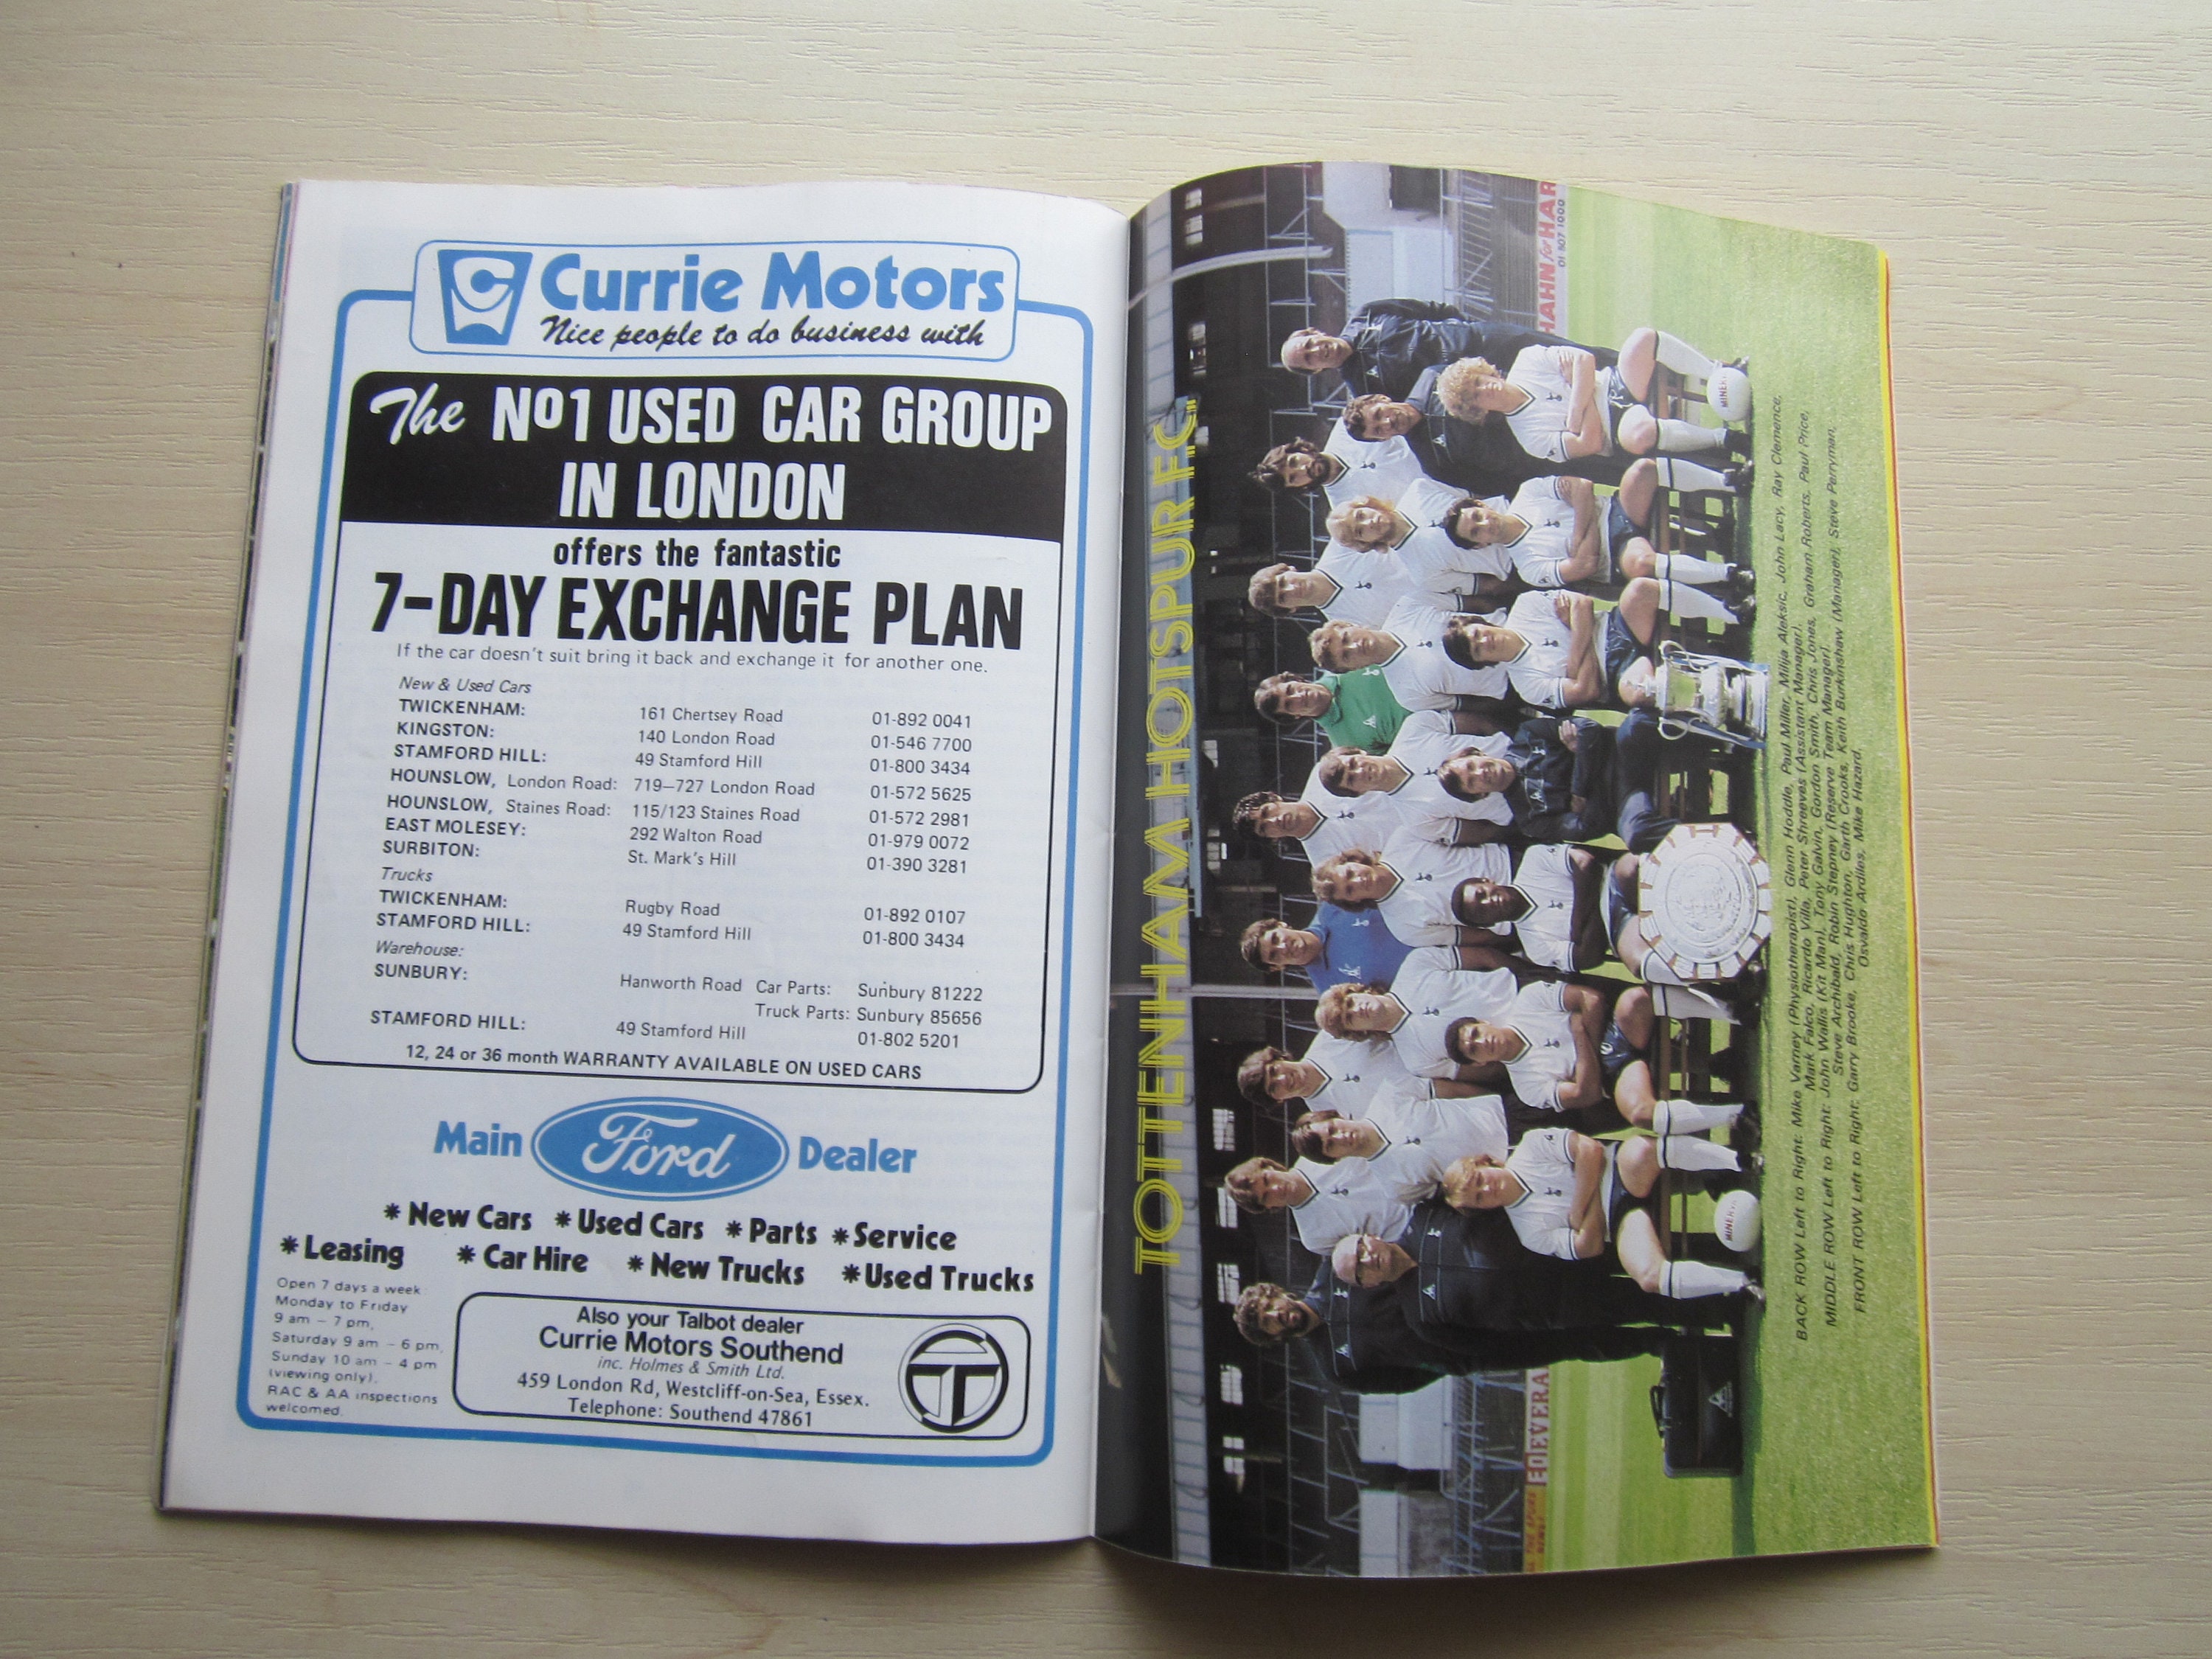 Currie Motors
Nice people to do business with
The Nº1 USED CAR GROUP
IN LONDON
offers the fantastic
7-DAY EXCHANGE PLAN
If the car doesn't suit bring it back and exchange it for another one.
New & Used Cars
TWICKENHAM: 161 Chertsey Road 01-892 0041
KINGSTON: 140 London Road 01-546 7700
STAMFORD HILL: 49 Stamford Hill 01-800 3434
HOUNSLOW, London Road: 719–727 London Road 01-572 5625
HOUNSLOW, Staines Road: 115/123 Staines Road 01-572 2981
EAST MOLESEY: 292 Walton Road 01-979 0072
SURBITON: St. Mark's Hill 01-390 3281
Trucks
TWICKENHAM: Rugby Road 01-892 0107
STAMFORD HILL: 49 Stamford Hill 01-800 3434
Warehouse:
SUNBURY: Hanworth Road Car Parts: Sunbury 81222
Truck Parts: Sunbury 85656
STAMFORD HILL: 49 Stamford Hill 01-802 5201
12, 24 or 36 month WARRANTY AVAILABLE ON USED CARS
Main Ford Dealer
* New Cars * Used Cars * Parts * Service
* Leasing * Car Hire * New Trucks * Used Trucks
Open 7 days a week
Monday to Friday
9 am – 7 pm,
Saturday 9 am – 6 pm,
Sunday 10 am – 4 pm
(viewing only).
RAC & AA inspections
welcomed.
Also your Talbot dealer
Currie Motors Southend
inc. Holmes & Smith Ltd.
459 London Rd, Westcliff-on-Sea, Essex.
Telephone: Southend 47861
TOTTENHAM HOTSPUR FC
EDEVERA
HAHN for HAR
01 507 1000
MINER
MINER
BACK ROW Left to Right: Mike Varney (Physiotherapist), Glenn Hoddle, Paul Miller, Milija Aleksic, John Lacy, Ray Clemence,
Mark Falco, Ricardo Villa, Peter Shreeves (Assistant Manager).
MIDDLE ROW Left to Right: John Wallis (Kit Man), Tony Galvin, Gordon Smith, Chris Jones, Graham Roberts, Paul Price,
Steve Archibald, Robin Stepney (Reserve Team Manager).
FRONT ROW Left to Right: Garry Brooke, Chris Hughton, Garth Crooks, Keith Burkinshaw (Manager), Steve Perryman,
Osvaldo Ardiles, Mike Hazard.